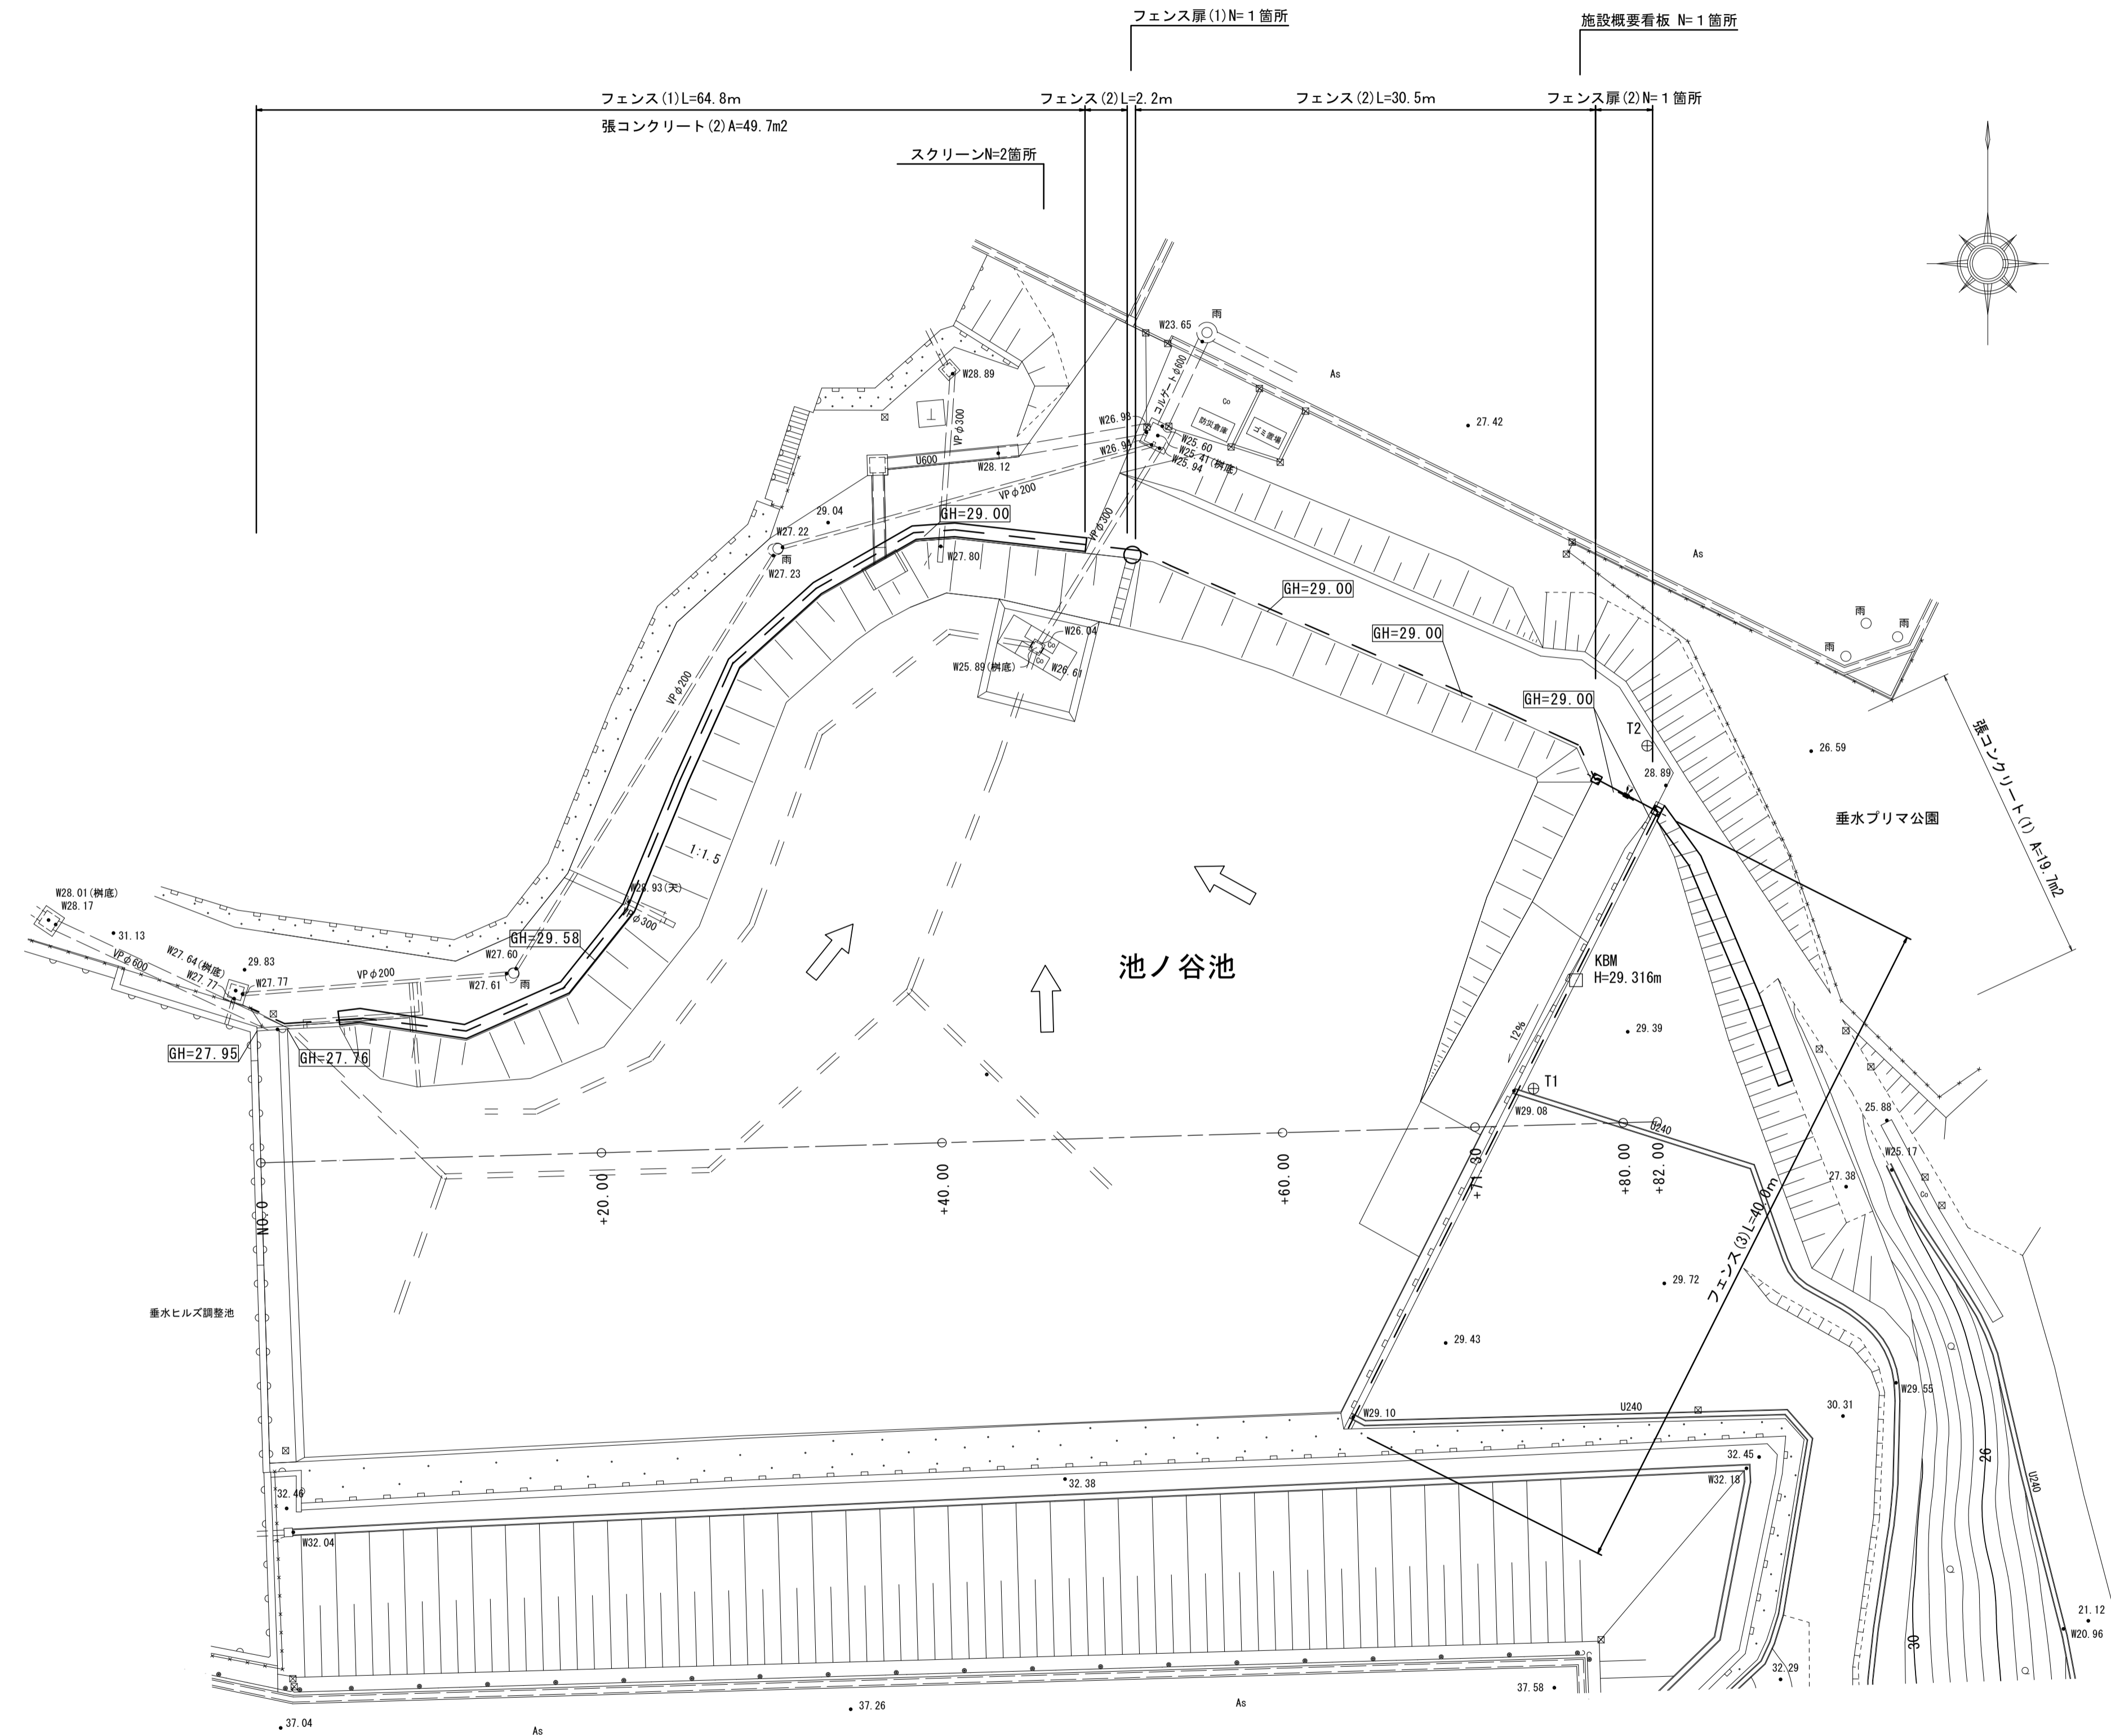 フェンス扉(1)N=1箇所
施設概要看板 N=1箇所
フェンス(1)L=64.8m
フェンス(2)L=2.2m
フェンス(2)L=30.5m
フェンス扉(2)N=1箇所
張コンクリート(2)A=49.7m2
スクリーンN=2箇所
雨
W23.65
As
W28.89
コルゲートφ600
Co
防災倉庫
ゴミ置場
27.42
VPφ300
W26.98
W26.94
W25.60
W25.41(桝底)
W25.94
U600
W28.12
VPφ200
29.04
GH=29.00
W27.22
雨
W27.23
W27.80
VPφ300
As
GH=29.00
雨
雨
雨
GH=29.00
W26.04
Co
Co
W25.89(桝底)
W26.61
VPφ200
GH=29.00
T2
26.59
張コンクリート(1) A=19.7m2
28.89
垂水プリマ公園
1:1.5
W28.01(桝底)
W28.17
W28.93(天)
VPφ300
31.13
GH=29.58
W27.64(桝底)
W27.77
VPφ600
29.83
W27.60
VPφ200
W27.77
W27.61
雨
池ノ谷池
KBM
H=29.316m
12%
29.39
GH=27.95
GH=27.76
T1
W29.08
U240
25.88
W25.17
Co
27.38
NO.0
+20.00
+40.00
+60.00
+71.30
+80.00
+82.00
フェンス(3)L=40.0m
29.72
垂水ヒルズ調整池
29.43
W29.55
W29.10
U240
30.31
26
U240
32.46
32.38
32.45
W32.18
W32.04
30
21.12
W20.96
32.29
37.58
37.26
As
37.04
As